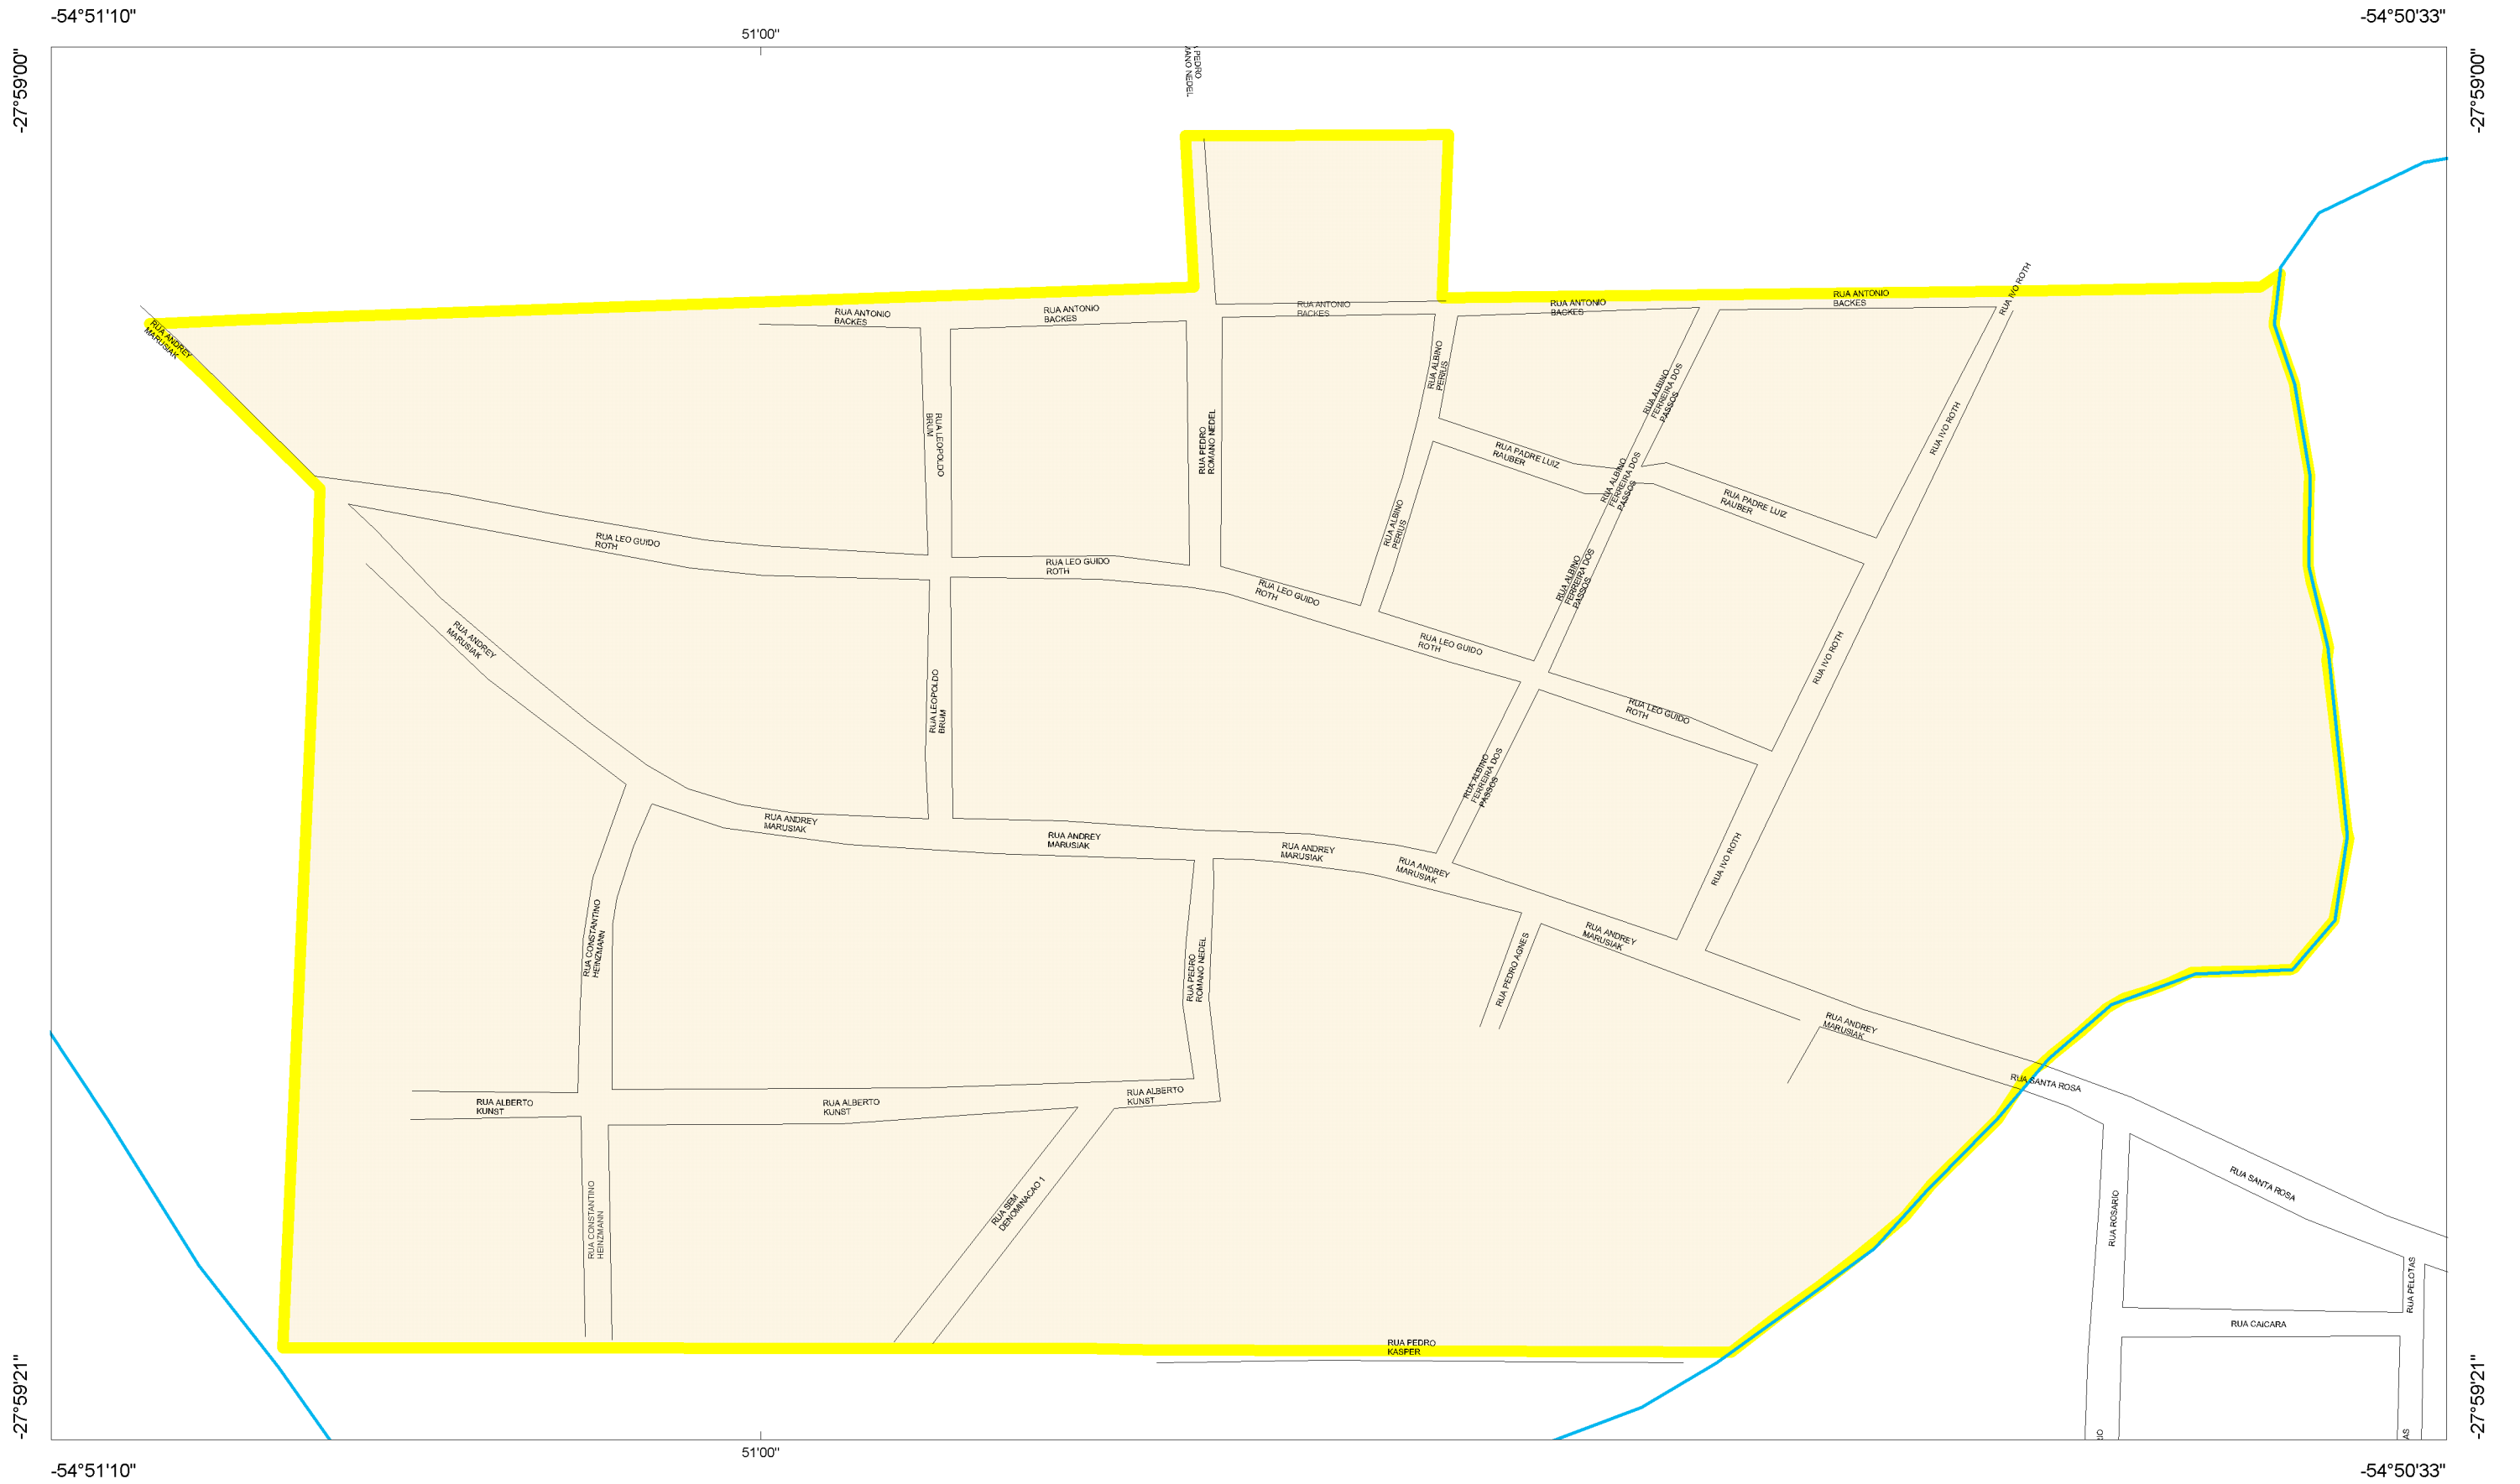 -54°51'10"
-54°50'33"
51'00"
-27°59'00"
-27°59'00"
PEDRO
MANO NEDEL
RUA IVO ROTH
RUA ANTONIO
BACKES
RUA ANTONIO
BACKES
RUA ANTONIO
BACKES
RUA ANTONIO
BACKES
RUA ANTONIO
BACKES
RUA ANDREY
MARUSIAK
RUA ALBINO
PERIUS
RUA ALBINO
FERREIRA DOS
PASSOS
RUA LEOPOLDO
BRUM
RUA PEDRO
ROMANO NEDEL
RUA IVO ROTH
RUA PADRE LUIZ
RAUBER
RUA ALBINO
FERREIRA DOS
PASSOS
RUA PADRE LUIZ
RAUBER
RUA ALBINO
PERIUS
RUA LEO GUIDO
ROTH
RUA LEO GUIDO
ROTH
RUA LEO GUIDO
ROTH
RUA ALBINO
FERREIRA DOS
PASSOS
RUA ANDREY
MARUSIAK
RUA LEO GUIDO
ROTH
RUA IVO ROTH
RUA LEOPOLDO
BRUM
RUA LEO GUIDO
ROTH
RUA ALBINO
FERREIRA DOS
PASSOS
RUA ANDREY
MARUSIAK
RUA ANDREY
MARUSIAK
RUA ANDREY
MARUSIAK
RUA ANDREY
MARUSIAK
RUA IVO ROTH
RUA CONSTANTINO
HEINZMANN
RUA PEDRO
ROMANO NEDEL
RUA PEDRO AGNES
RUA ANDREY
MARUSIAK
RUA ANDREY
MARUSIAK
RUA SANTA ROSA
RUA ALBERTO
KUNST
RUA ALBERTO
KUNST
RUA ALBERTO
KUNST
RUA SANTA ROSA
RUA CONSTANTINO
HEINZMANN
RUA SEM
DENOMINACAO 1
RUA ROSARIO
RUA PELOTAS
RUA CAICARA
RUA PEDRO
KASPER
-27°59'21"
-27°59'21"
IO
AS
51'00"
-54°51'10"
-54°50'33"